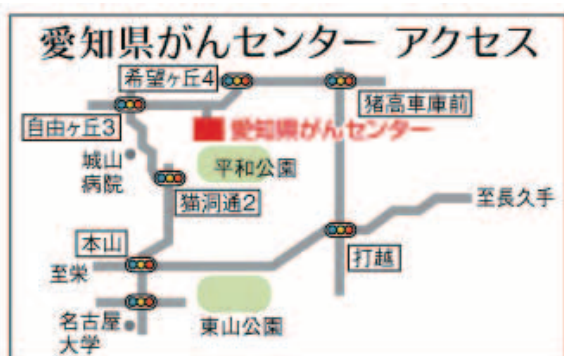 愛知県がんセンター アクセス
希望ヶ丘4
猪高車庫前
自由ヶ丘3
愛知県がんセンター
城山
病院
平和公園
猫洞通2
至長久手
本山
打越
至栄
東山公園
名古屋
大学